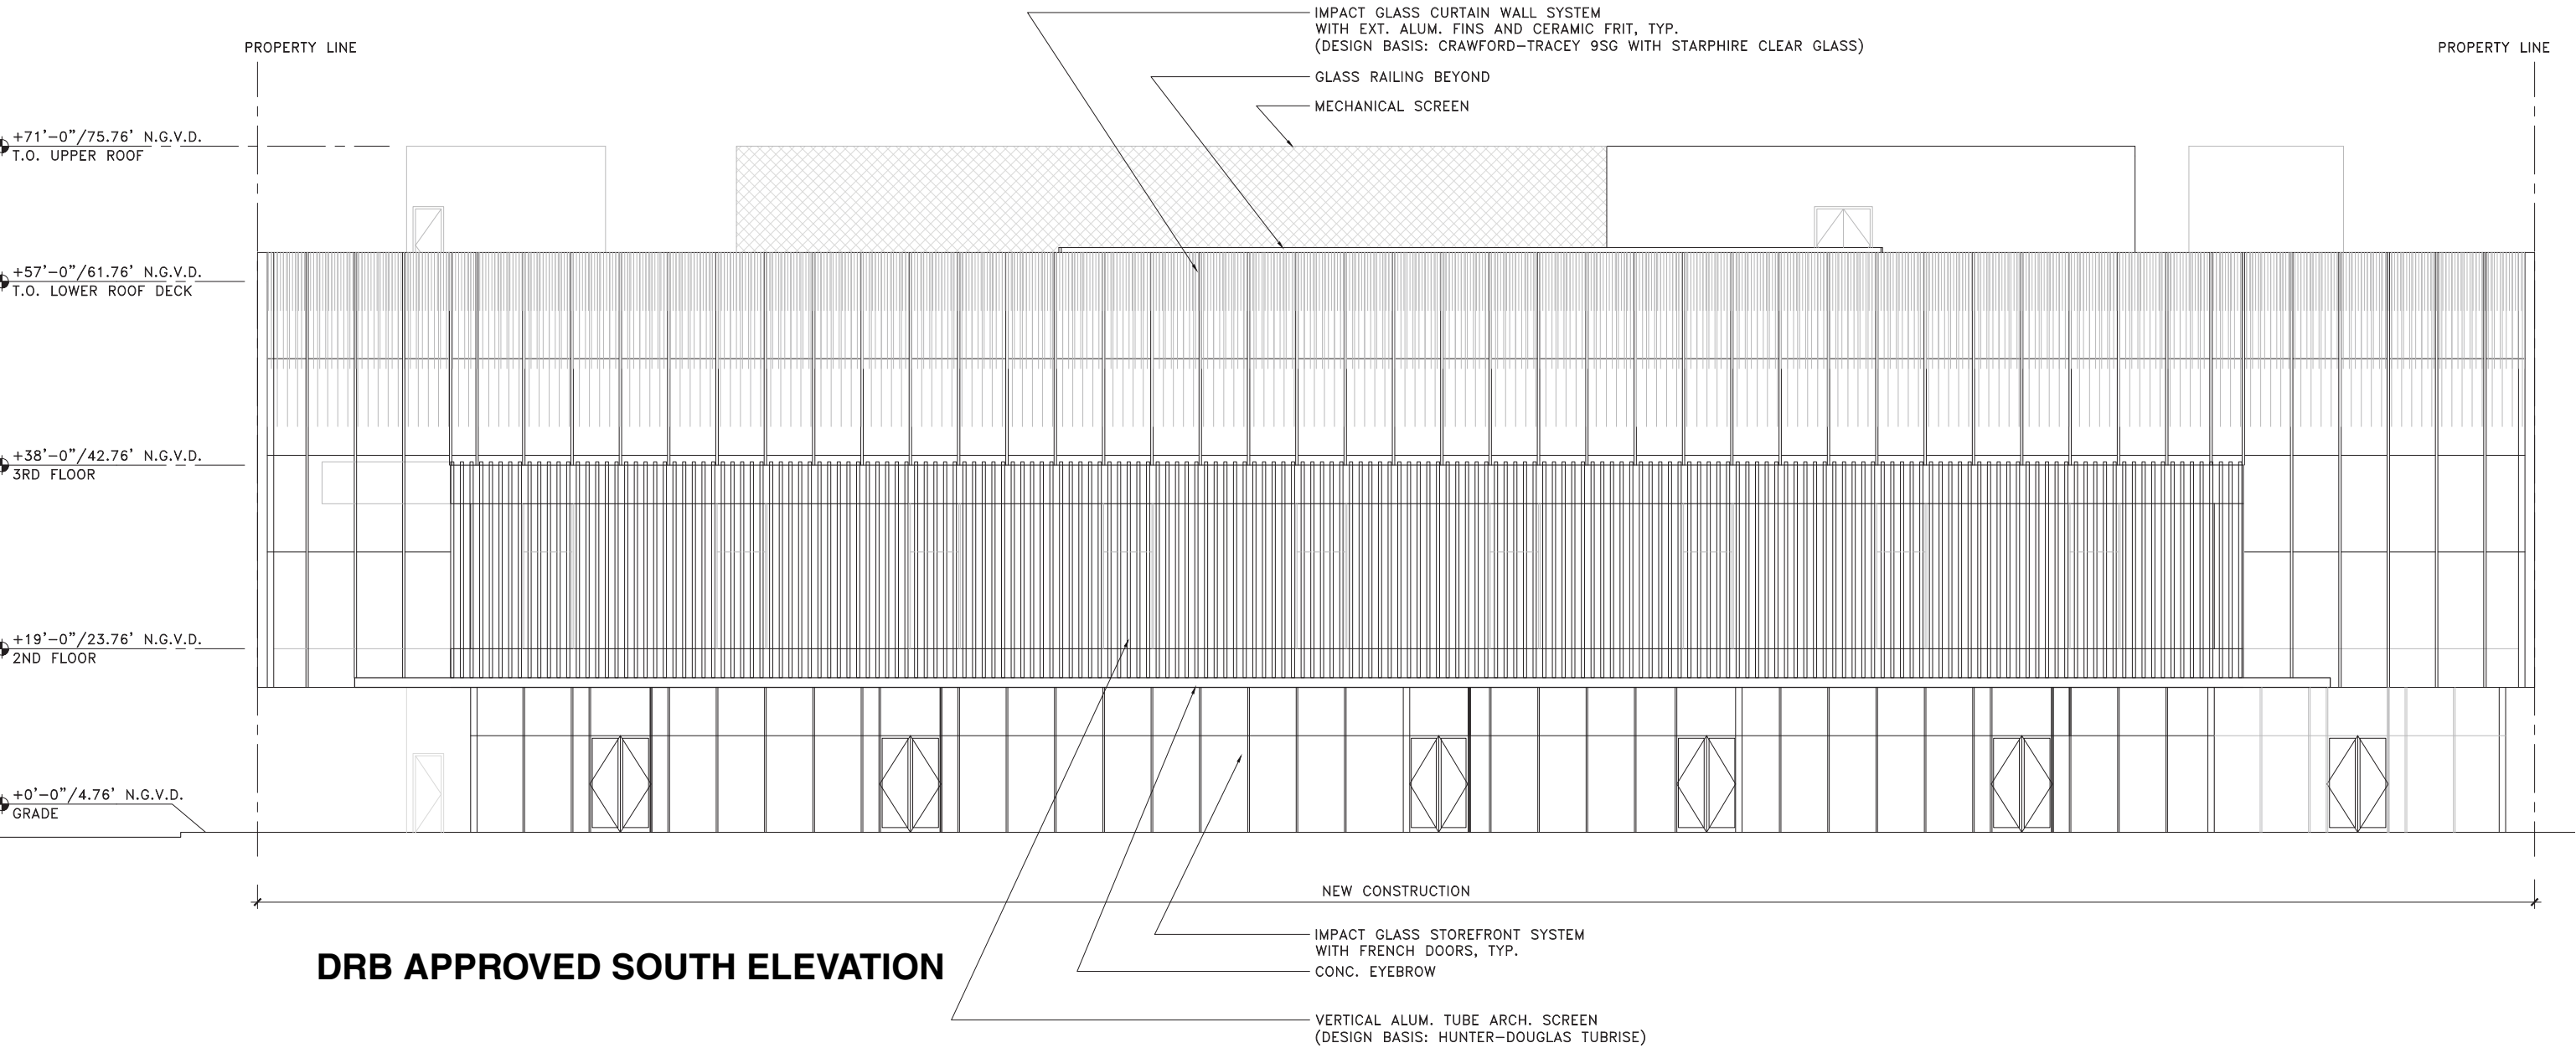 IMPACT GLASS CURTAIN WALL SYSTEM
WITH EXT. ALUM. FINS AND CERAMIC FRIT, TYP.
(DESIGN BASIS: CRAWFORD-TRACEY 9SG WITH STARPHIRE CLEAR GLASS)
PROPERTY LINE
PROPERTY LINE
GLASS RAILING BEYOND
MECHANICAL SCREEN
+71'-0"/75.76' N.G.V.D.
T.O. UPPER ROOF
+57'-0"/61.76' N.G.V.D.
T.O. LOWER ROOF DECK
+38'-0"/42.76' N.G.V.D.
3RD FLOOR
+19'-0"/23.76' N.G.V.D.
2ND FLOOR
+0'-0"/4.76' N.G.V.D.
GRADE
NEW CONSTRUCTION
IMPACT GLASS STOREFRONT SYSTEM
WITH FRENCH DOORS, TYP.
DRB APPROVED SOUTH ELEVATION
CONC. EYEBROW
VERTICAL ALUM. TUBE ARCH. SCREEN
(DESIGN BASIS: HUNTER-DOUGLAS TUBRISE)